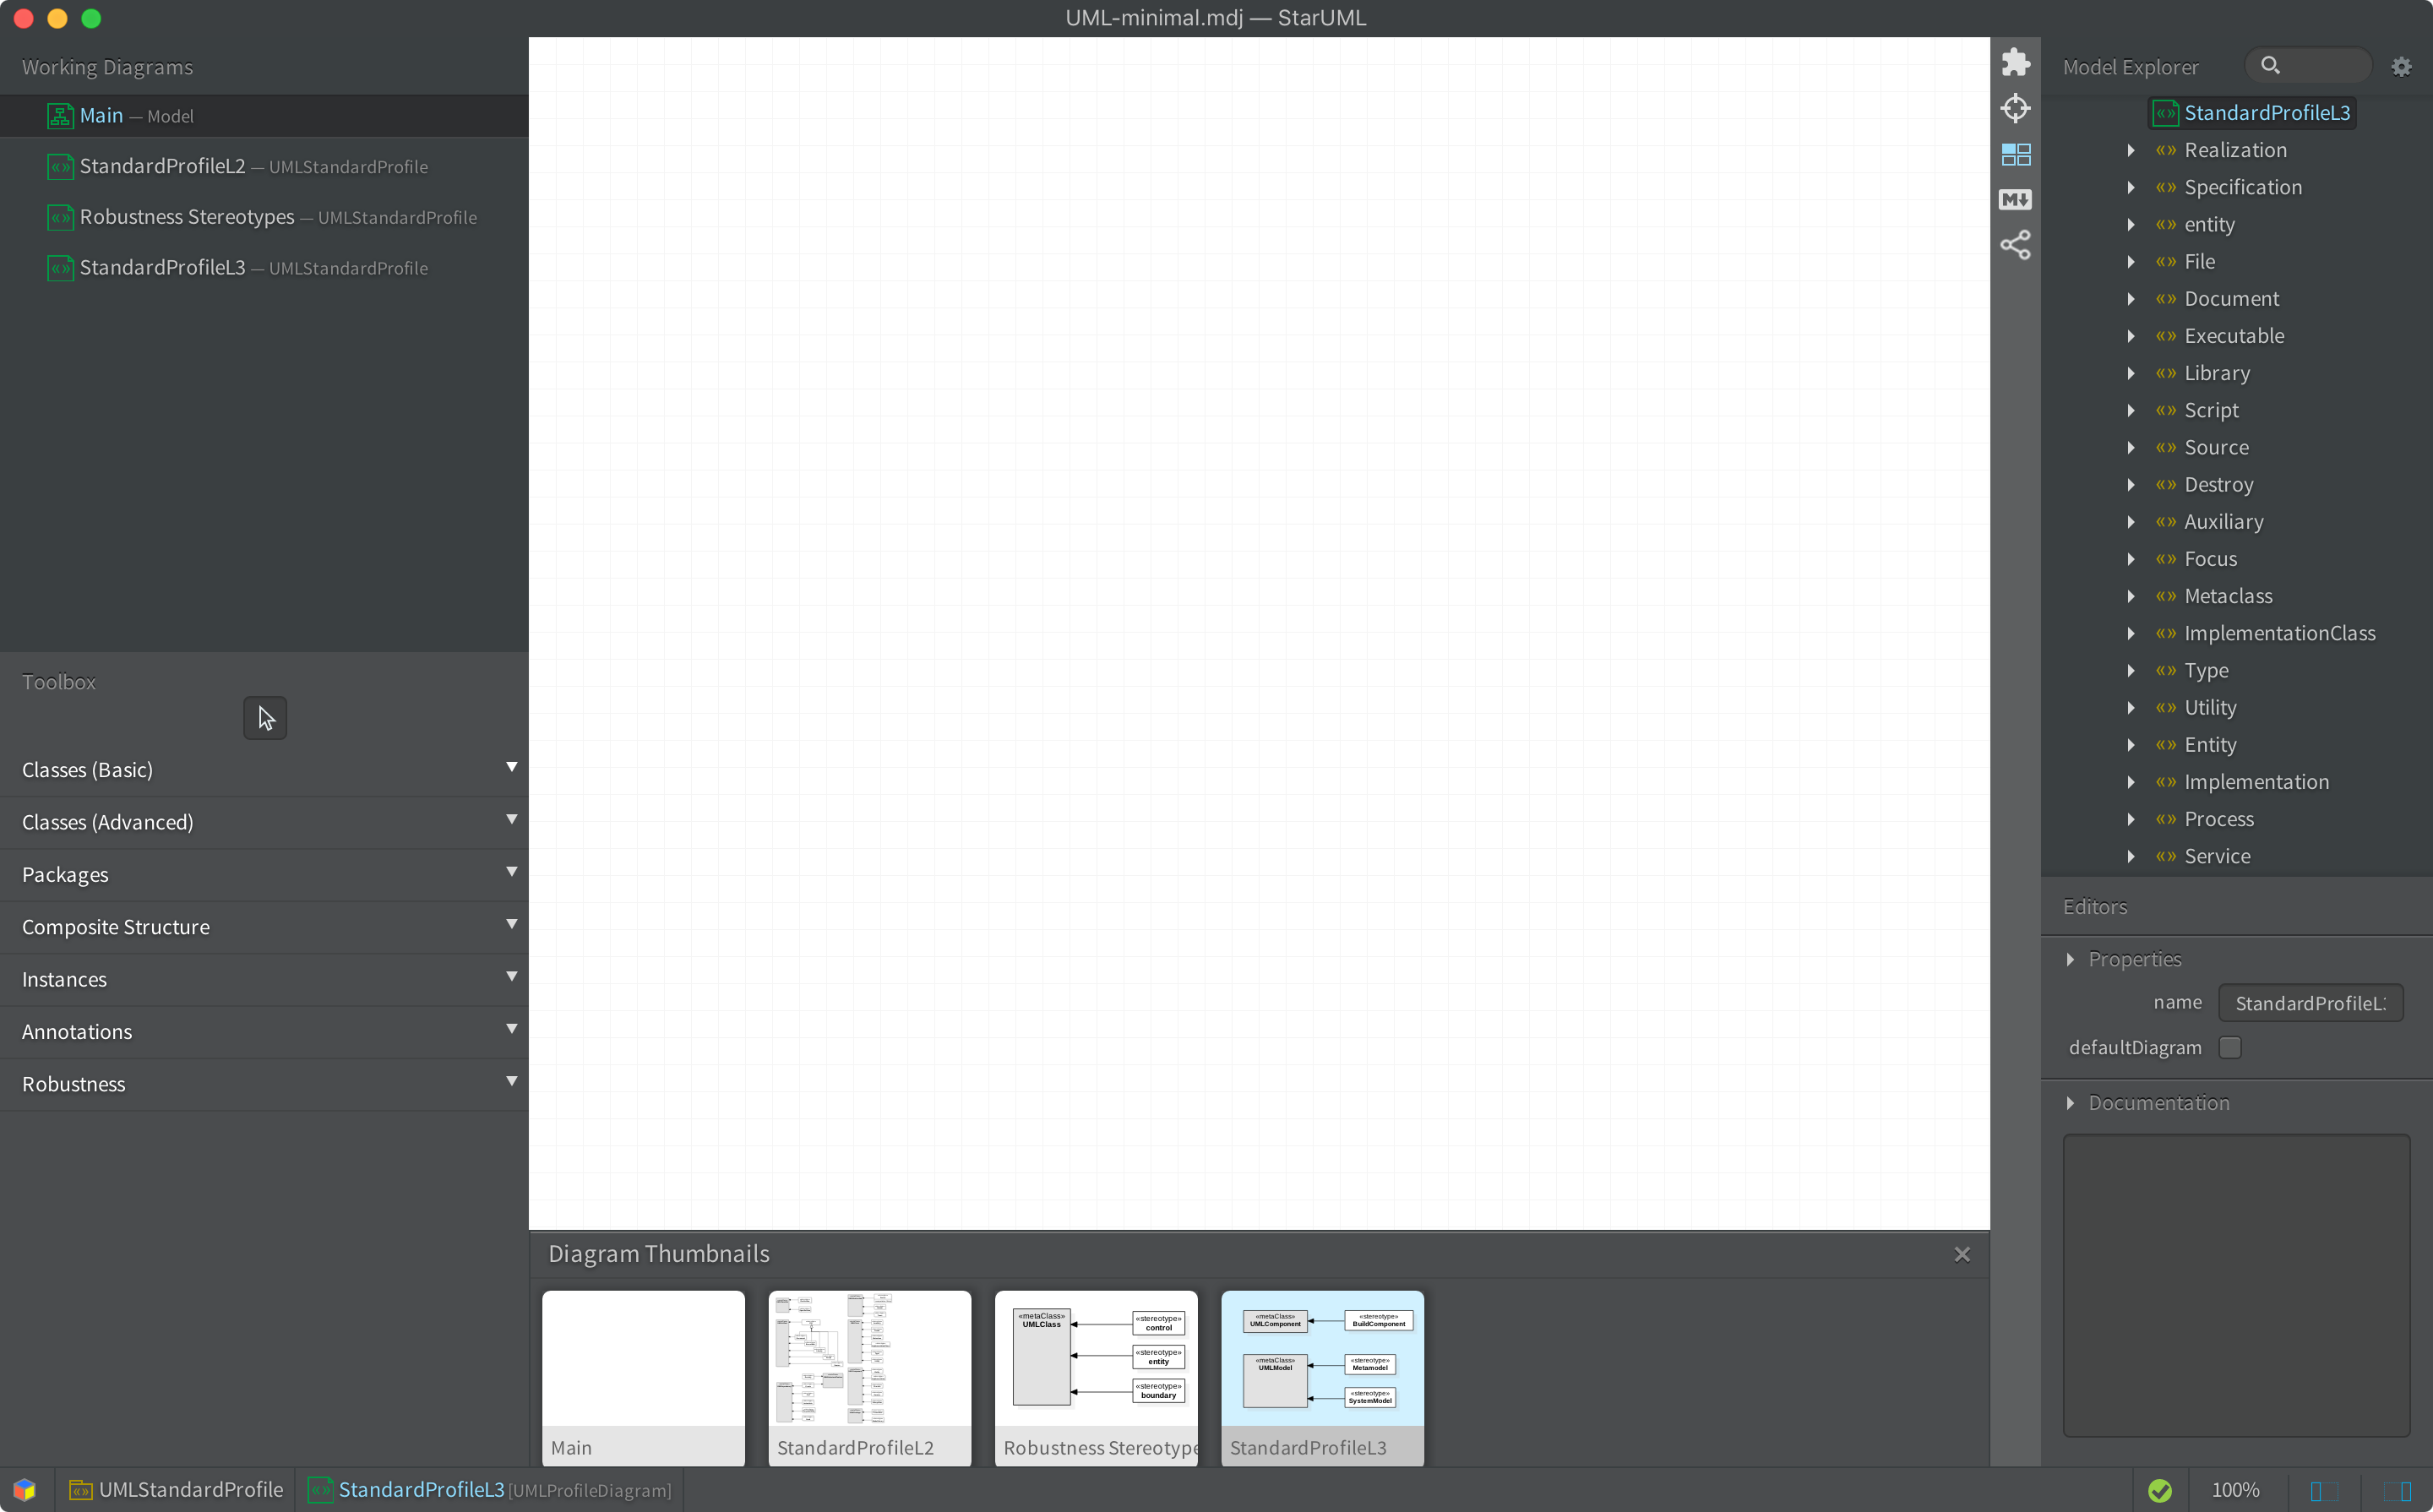 UML-minimal.mdj — StarUML
Working Diagrams
Main — Model
StandardProfileL2 — UMLStandardProfile
Robustness Stereotypes — UMLStandardProfile
StandardProfileL3 — UMLStandardProfile
Toolbox
Classes (Basic)
Classes (Advanced)
Packages
Composite Structure
Instances
Annotations
Robustness
M
Model Explorer
StandardProfileL3
«» Realization
«» Specification
«» entity
«» File
«» Document
«» Executable
«» Library
«» Script
«» Source
«» Destroy
«» Auxiliary
«» Focus
«» Metaclass
«» ImplementationClass
«» Type
«» Utility
«» Entity
«» Implementation
«» Process
«» Service
Editors
Properties
name StandardProfileL
defaultDiagram
Documentation
Diagram Thumbnails
Main
StandardProfileL2
«metaClass»
UMLClass
«stereotype»
control
«stereotype»
entity
«stereotype»
boundary
Robustness Stereotype
«metaClass»
UMLComponent
«stereotype»
BuildComponent
«metaClass»
UMLModel
«stereotype»
Metamodel
«stereotype»
SystemModel
StandardProfileL3
UMLStandardProfile
StandardProfileL3 [UMLProfileDiagram]
100%